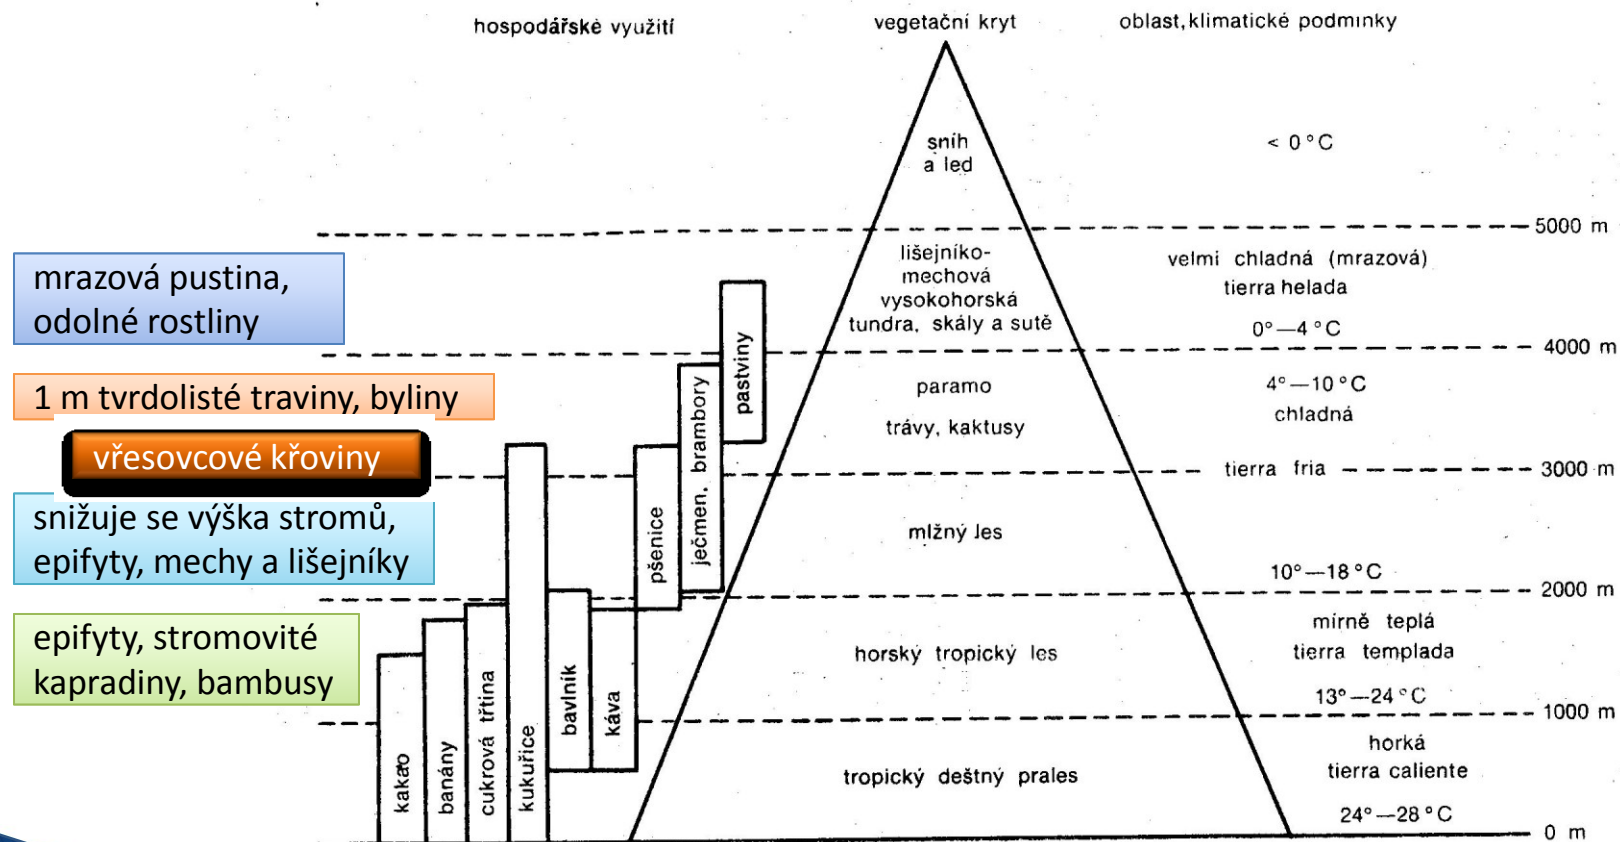 hospodářské využití
vegetační kryt
oblast, klimatické podmínky
sníh
a led
< 0 °C
5000 m
mrazová pustina,
odolné rostliny
lišejníko-
mechová
vysokohorská
tundra, skály a sutě
velmi chladná (mrazová)
tierra helada
0°—4 °C
4000 m
1 m tvrdolisté traviny, byliny
vřesovcové křoviny
paramo
trávy, kaktusy
4°—10 °C
chladná
tierra fria
3000 m
snižuje se výška stromů,
epifyty, mechy a lišejníky
mlžný les
10°—18 °C
2000 m
epifyty, stromovité
kapradiny, bambusy
horský tropický les
mírně teplá
tierra templada
13°—24 °C
1000 m
tropický deštný prales
horká
tierra caliente
24°—28 °C
0 m
kakao
banány
cukrová třtina
kukuřice
bavlník
káva
pšenice
ječmen, brambory
pastviny